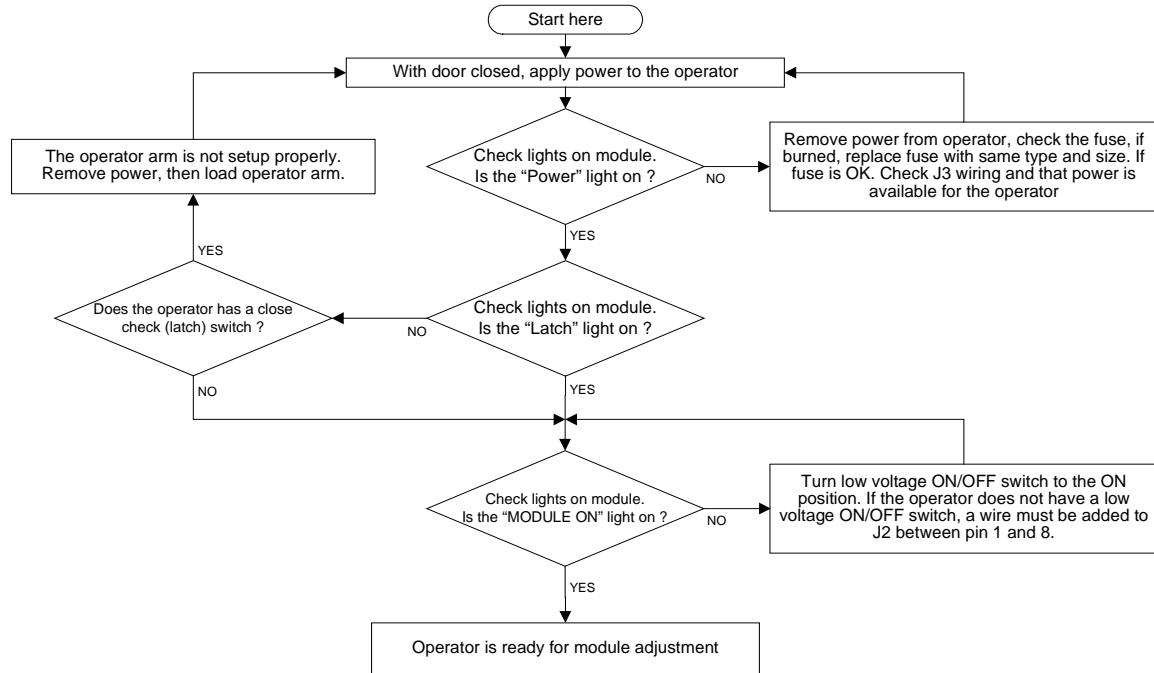 Start here
With door closed, apply power to the operator
Check lights on module.
Is the “Power” light on ?
NO
Remove power from operator, check the fuse, if
burned, replace fuse with same type and size. If
fuse is OK. Check J3 wiring and that power is
available for the operator
The operator arm is not setup properly.
Remove power, then load operator arm.
YES
YES
Check lights on module.
Is the “Latch” light on ?
NO
Does the operator has a close
check (latch) switch ?
NO
YES
Check lights on module.
Is the “MODULE ON” light on ?
NO
Turn low voltage ON/OFF switch to the ON
position. If the operator does not have a low
voltage ON/OFF switch, a wire must be added to
J2 between pin 1 and 8.
YES
Operator is ready for module adjustment